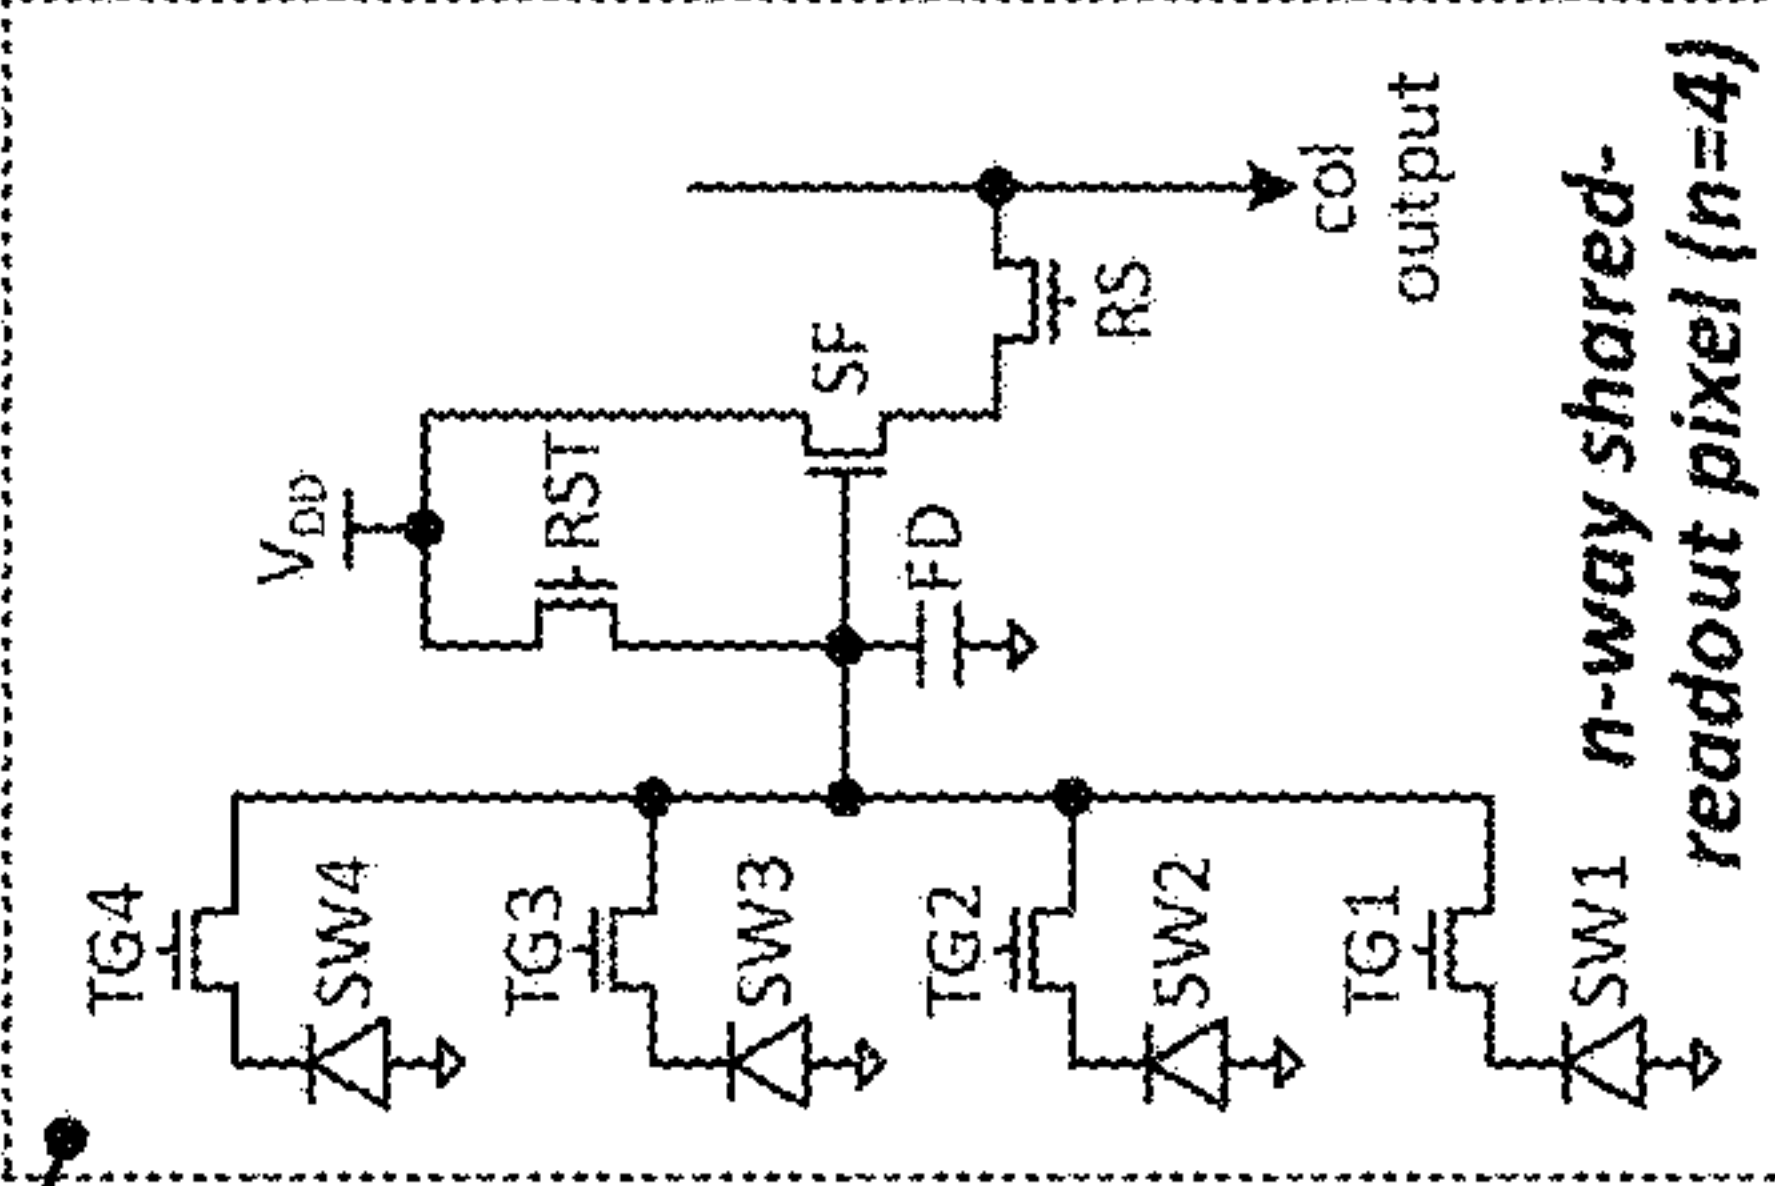 TG4
SW4
TG3
SW3
TG2
SW2
TG1
SW1
VDD
RST
FD
SF
RS
col
output
n-way shared-
readout pixel (n=4)